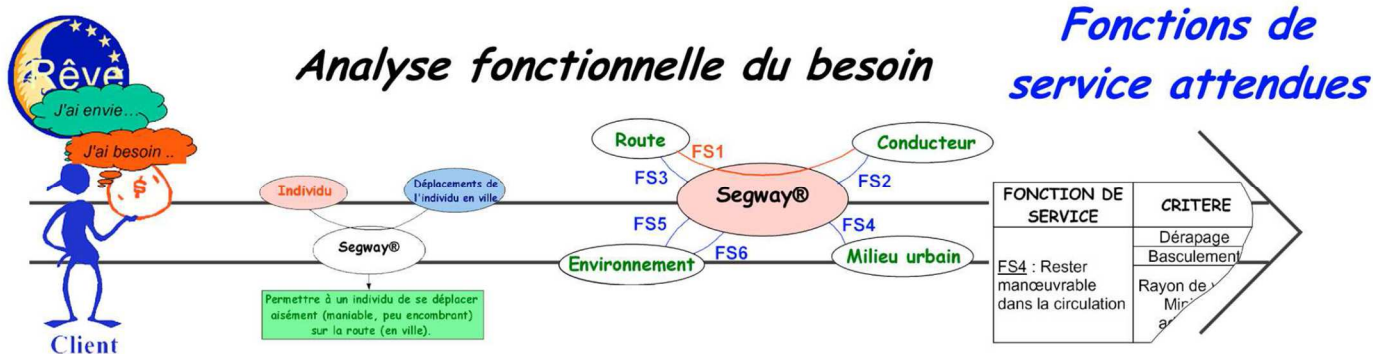 Rêve
J'ai envie...
J'ai besoin ..
$
Client
Analyse fonctionnelle du besoin
Individu
Déplacements de
l'individu en ville
Segway®
Permettre à un individu de se déplacer
aisément (maniable, peu encombrant)
sur la route (en ville).
Route
Conducteur
FS1
FS3
FS2
Segway®
FS5
FS4
FS6
Environnement
Milieu urbain
Fonctions de
service attendues
FONCTION DE
SERVICE
CRITERE
FS4 : Rester
manœuvrable
dans la circulation
Dérapage
Basculement
Rayon de